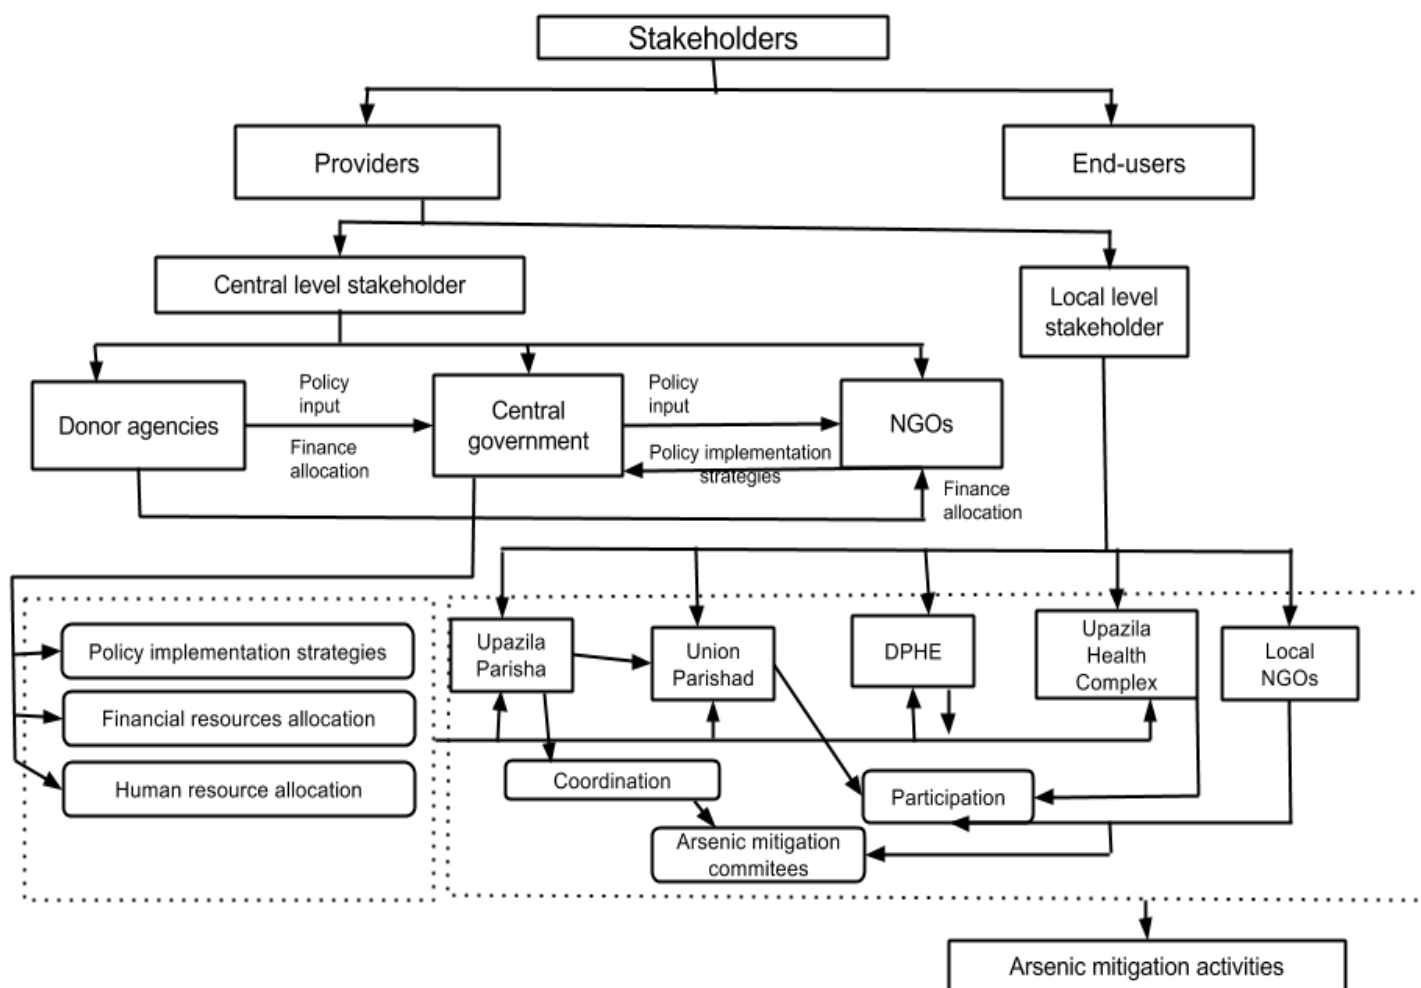 Stakeholders
Providers
End-users
Central level stakeholder
Local level
stakeholder
Donor agencies
Policy
input
Finance
allocation
Central
government
Policy
input
Policy implementation
strategies
NGOs
Finance
allocation
Policy implementation strategies
Financial resources allocation
Human resource allocation
Upazila
Parisha
Union
Parishad
DPHE
Upazila
Health
Complex
Local
NGOs
Coordination
Participation
Arsenic mitigation
commitees
Arsenic mitigation activities